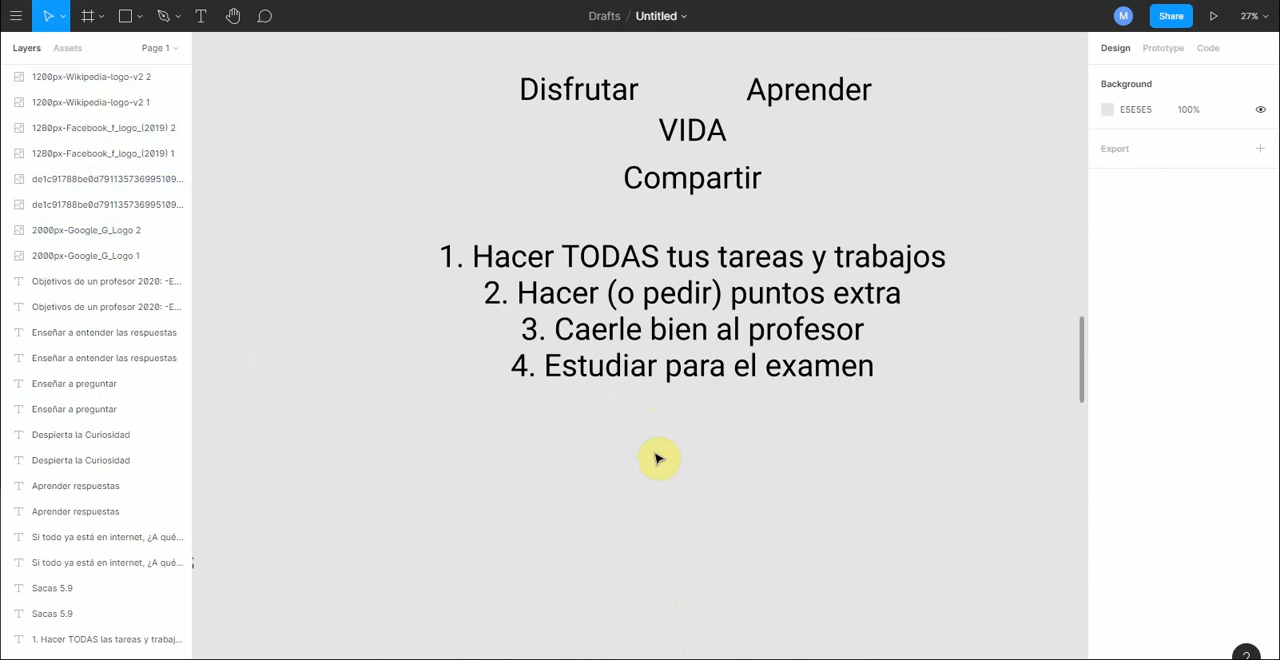 Drafts / Untitled
M
Share
27%
Layers
Assets
Page 1
1200px-Wikipedia-logo-v2 2
1200px-Wikipedia-logo-v2 1
1280px-Facebook_f_logo_(2019) 2
1280px-Facebook_f_logo_(2019) 1
de1c91788be0d791135736995109...
de1c91788be0d791135736995109...
2000px-Google_G_Logo 2
2000px-Google_G_Logo 1
Objetivos de un profesor 2020: -E...
Objetivos de un profesor 2020: -E...
Enseñar a entender las respuestas
Enseñar a entender las respuestas
Enseñar a preguntar
Enseñar a preguntar
Despierta la Curiosidad
Despierta la Curiosidad
Aprender respuestas
Aprender respuestas
Si todo ya está en internet, ¿A qué...
Si todo ya está en internet, ¿A qué...
Sacas 5.9
Sacas 5.9
1. Hacer TODAS las tareas y trabaj...
Disfrutar
Aprender
VIDA
Compartir
1. Hacer TODAS tus tareas y trabajos
2. Hacer (o pedir) puntos extra
3. Caerle bien al profesor
4. Estudiar para el examen
Design
Prototype
Code
Background
E5E5E5
100%
Export
?